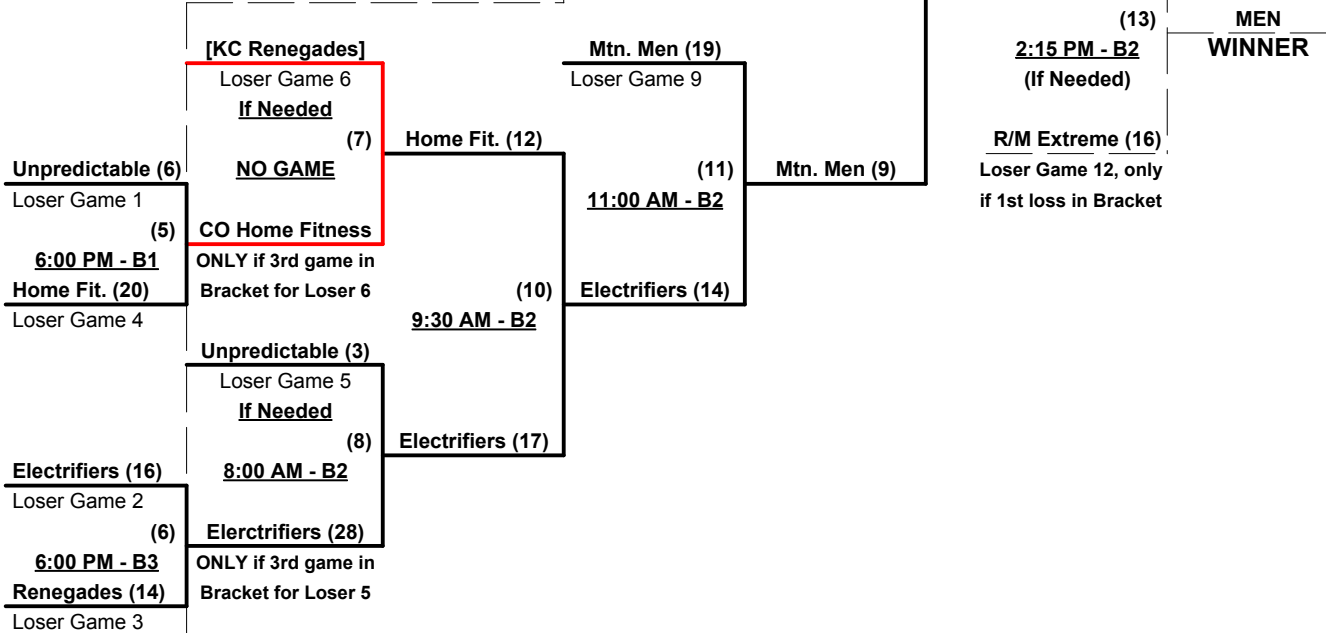 (13)
MEN
2:15 PM - B2
WINNER
(If Needed)
[KC Renegades]
Mtn. Men (19)
Loser Game 6
Loser Game 9
If Needed
(7)
Home Fit. (12)
R/M Extreme (16)
Unpredictable (6)
NO GAME
(11)
Mtn. Men (9)
Loser Game 12, only
Loser Game 1
11:00 AM - B2
if 1st loss in Bracket
(5)
CO Home Fitness
6:00 PM - B1
ONLY if 3rd game in
Home Fit. (20)
Bracket for Loser 6
(10)
Electrifiers (14)
Loser Game 4
9:30 AM - B2
Unpredictable (3)
Loser Game 5
If Needed
(8)
Electrifiers (17)
Electrifiers (16)
8:00 AM - B2
Loser Game 2
(6)
Elerctrifiers (28)
6:00 PM - B3
ONLY if 3rd game in
Renegades (14)
Bracket for Loser 5
Loser Game 3